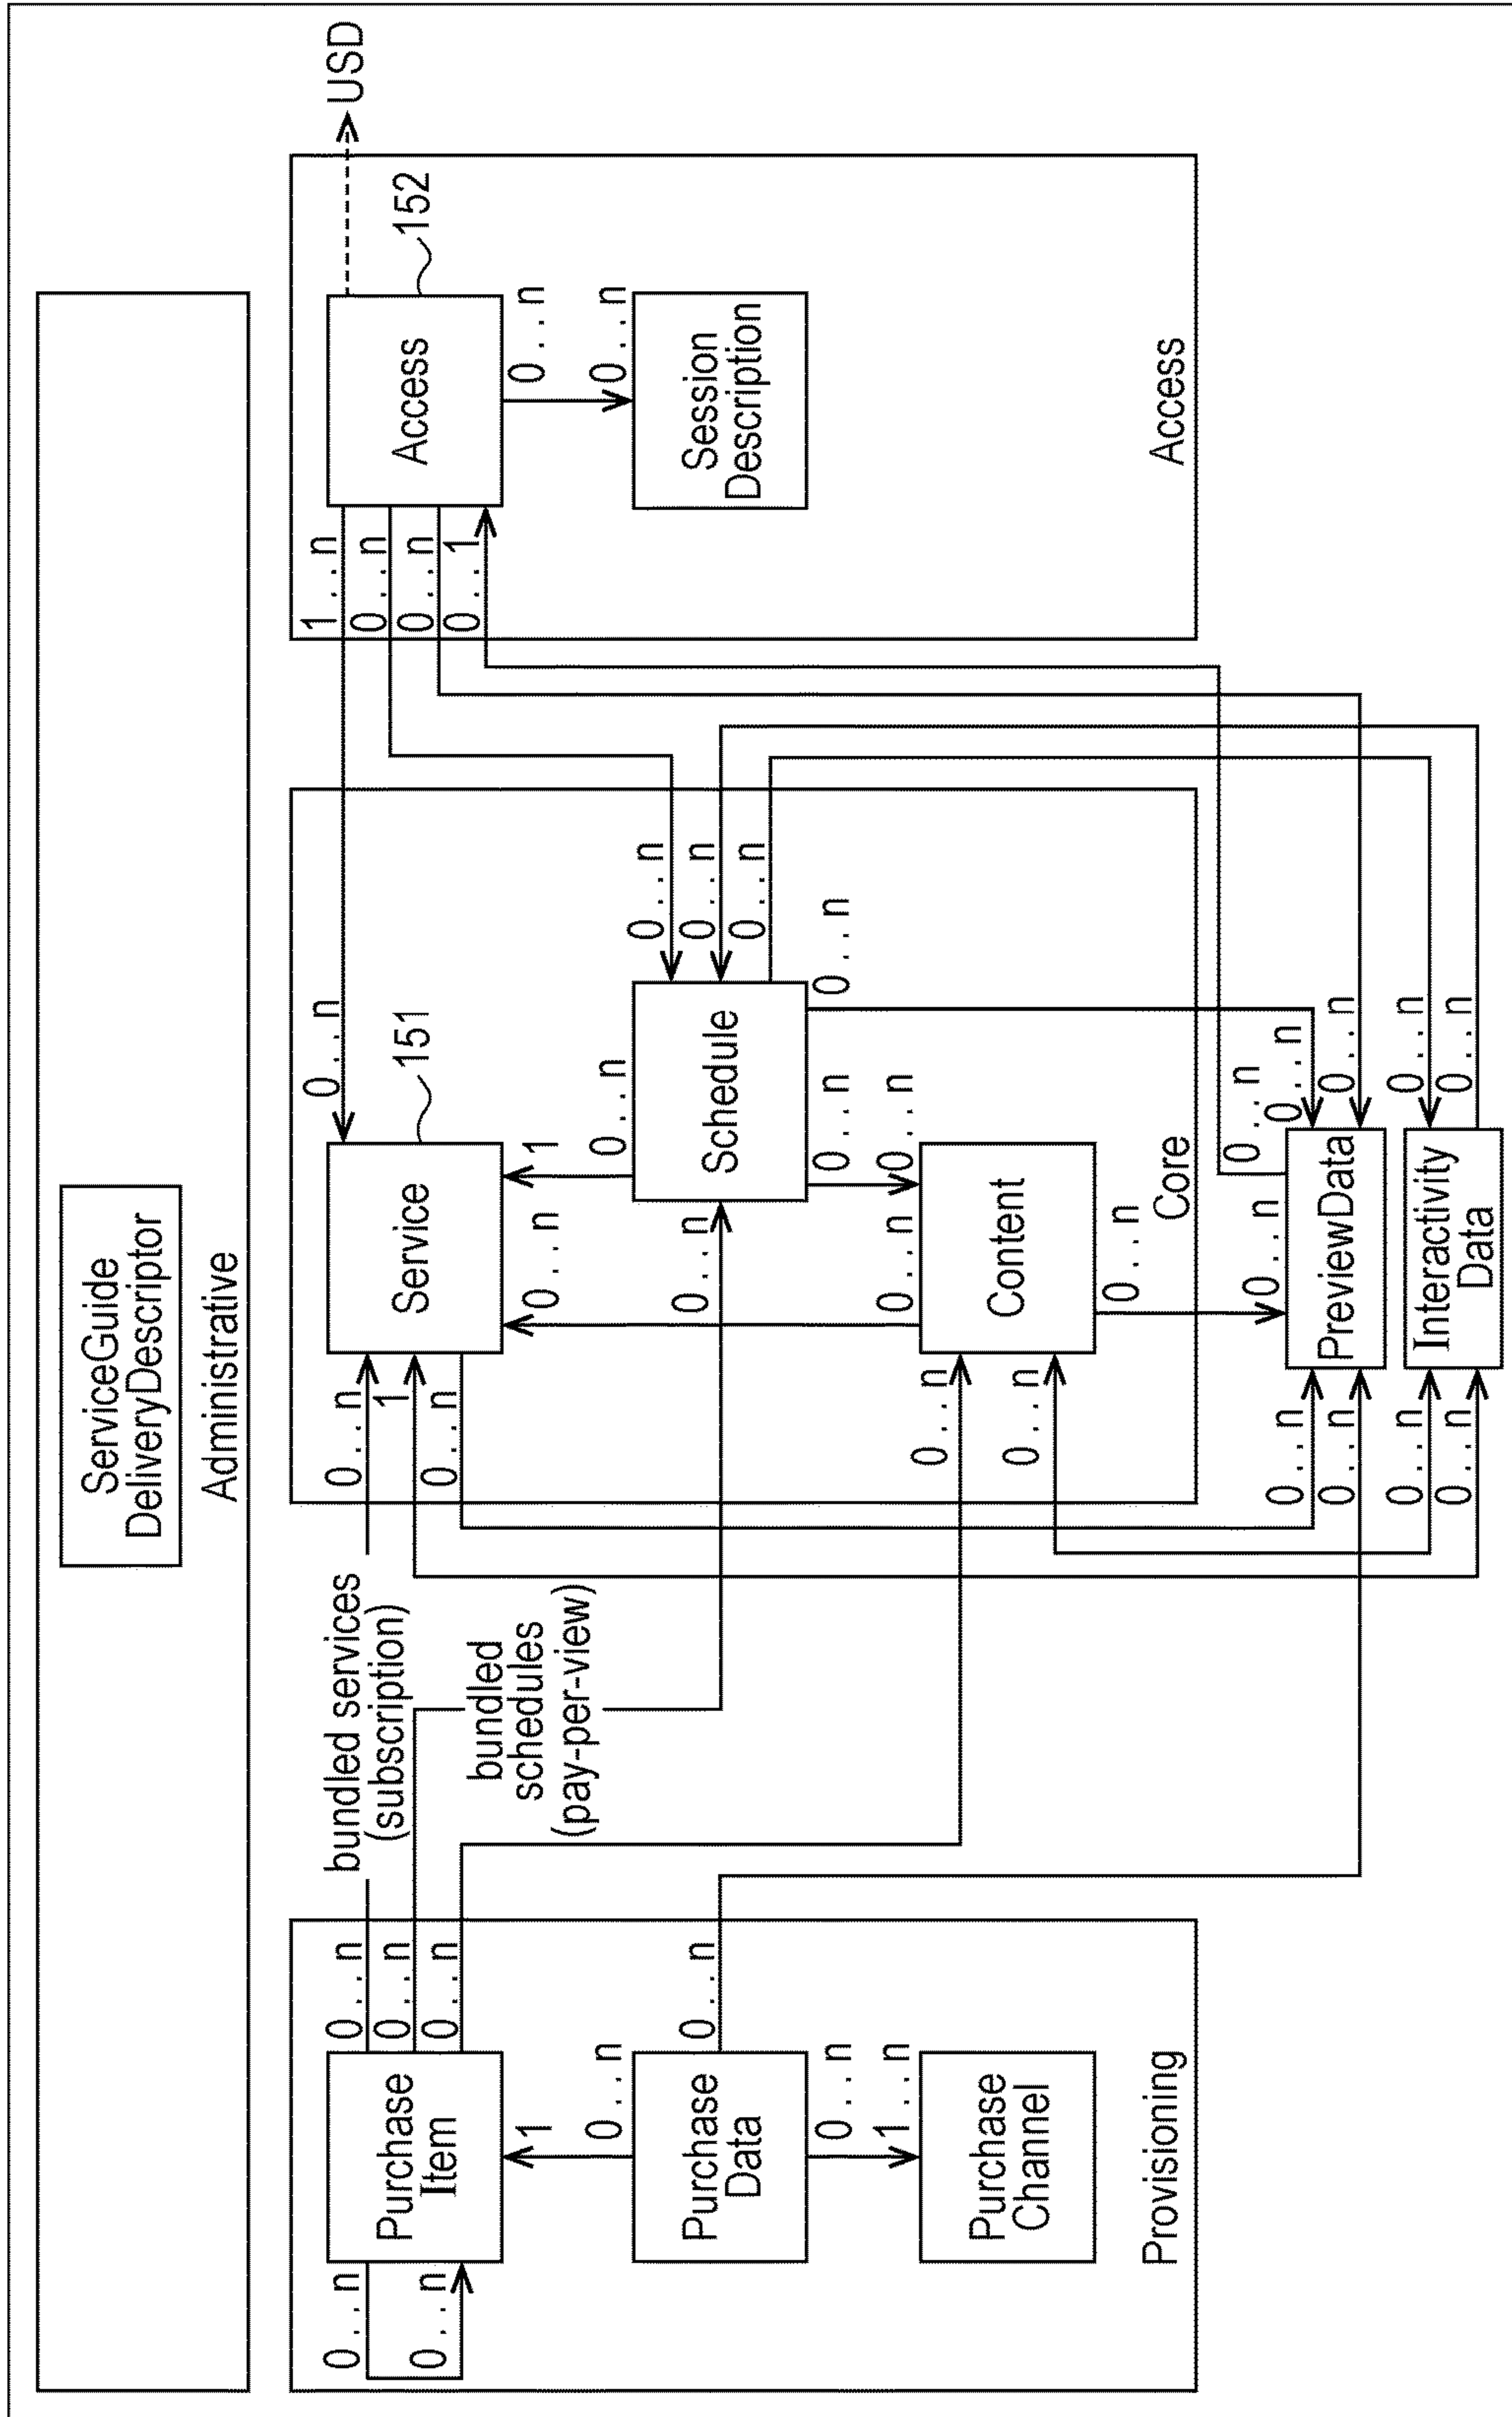 ServiceGuide
DeliveryDescriptor
Administrative
0...n
0...n
Purchase
Item
0...n
0...n
0...n
bundled services
(subscription)
bundled
schedules
(pay-per-view)
1
0...n
Purchase
Data
0...n
0...n
1...n
Purchase
Channel
Provisioning
0...n
1
0...n
Service
151
0...n
1
0...n
0...n
0...n
Schedule
0...n
0...n
0...n
0...n
0...n
0...n
0...n
0...n
0...n
Content
0...n
Core
1...n
0...n
0...n
0...1
Access
152
USD
0...n
0...n
Session
Description
Access
0...n
0...n
0...n
PreviewData
0...n
0...n
0...n
0...n
0...n
Interactivity
Data
0...n
0...n